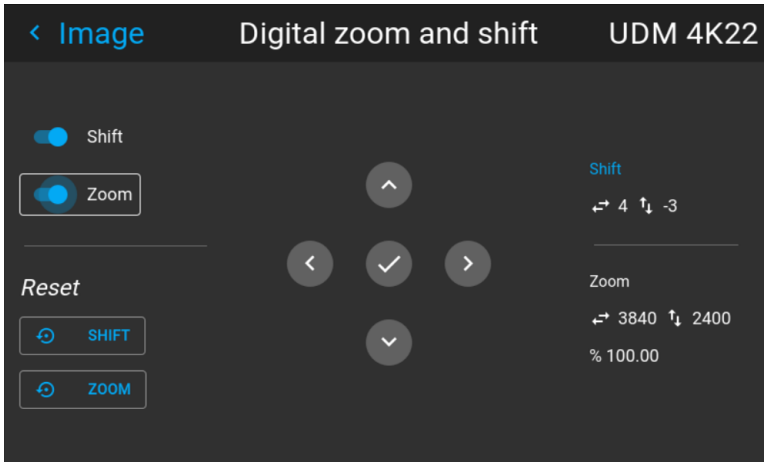 Image
Digital zoom and shift
UDM 4K22
Shift
Zoom
Reset
SHIFT
ZOOM
Shift
4 -3
Zoom
3840 2400
% 100.00